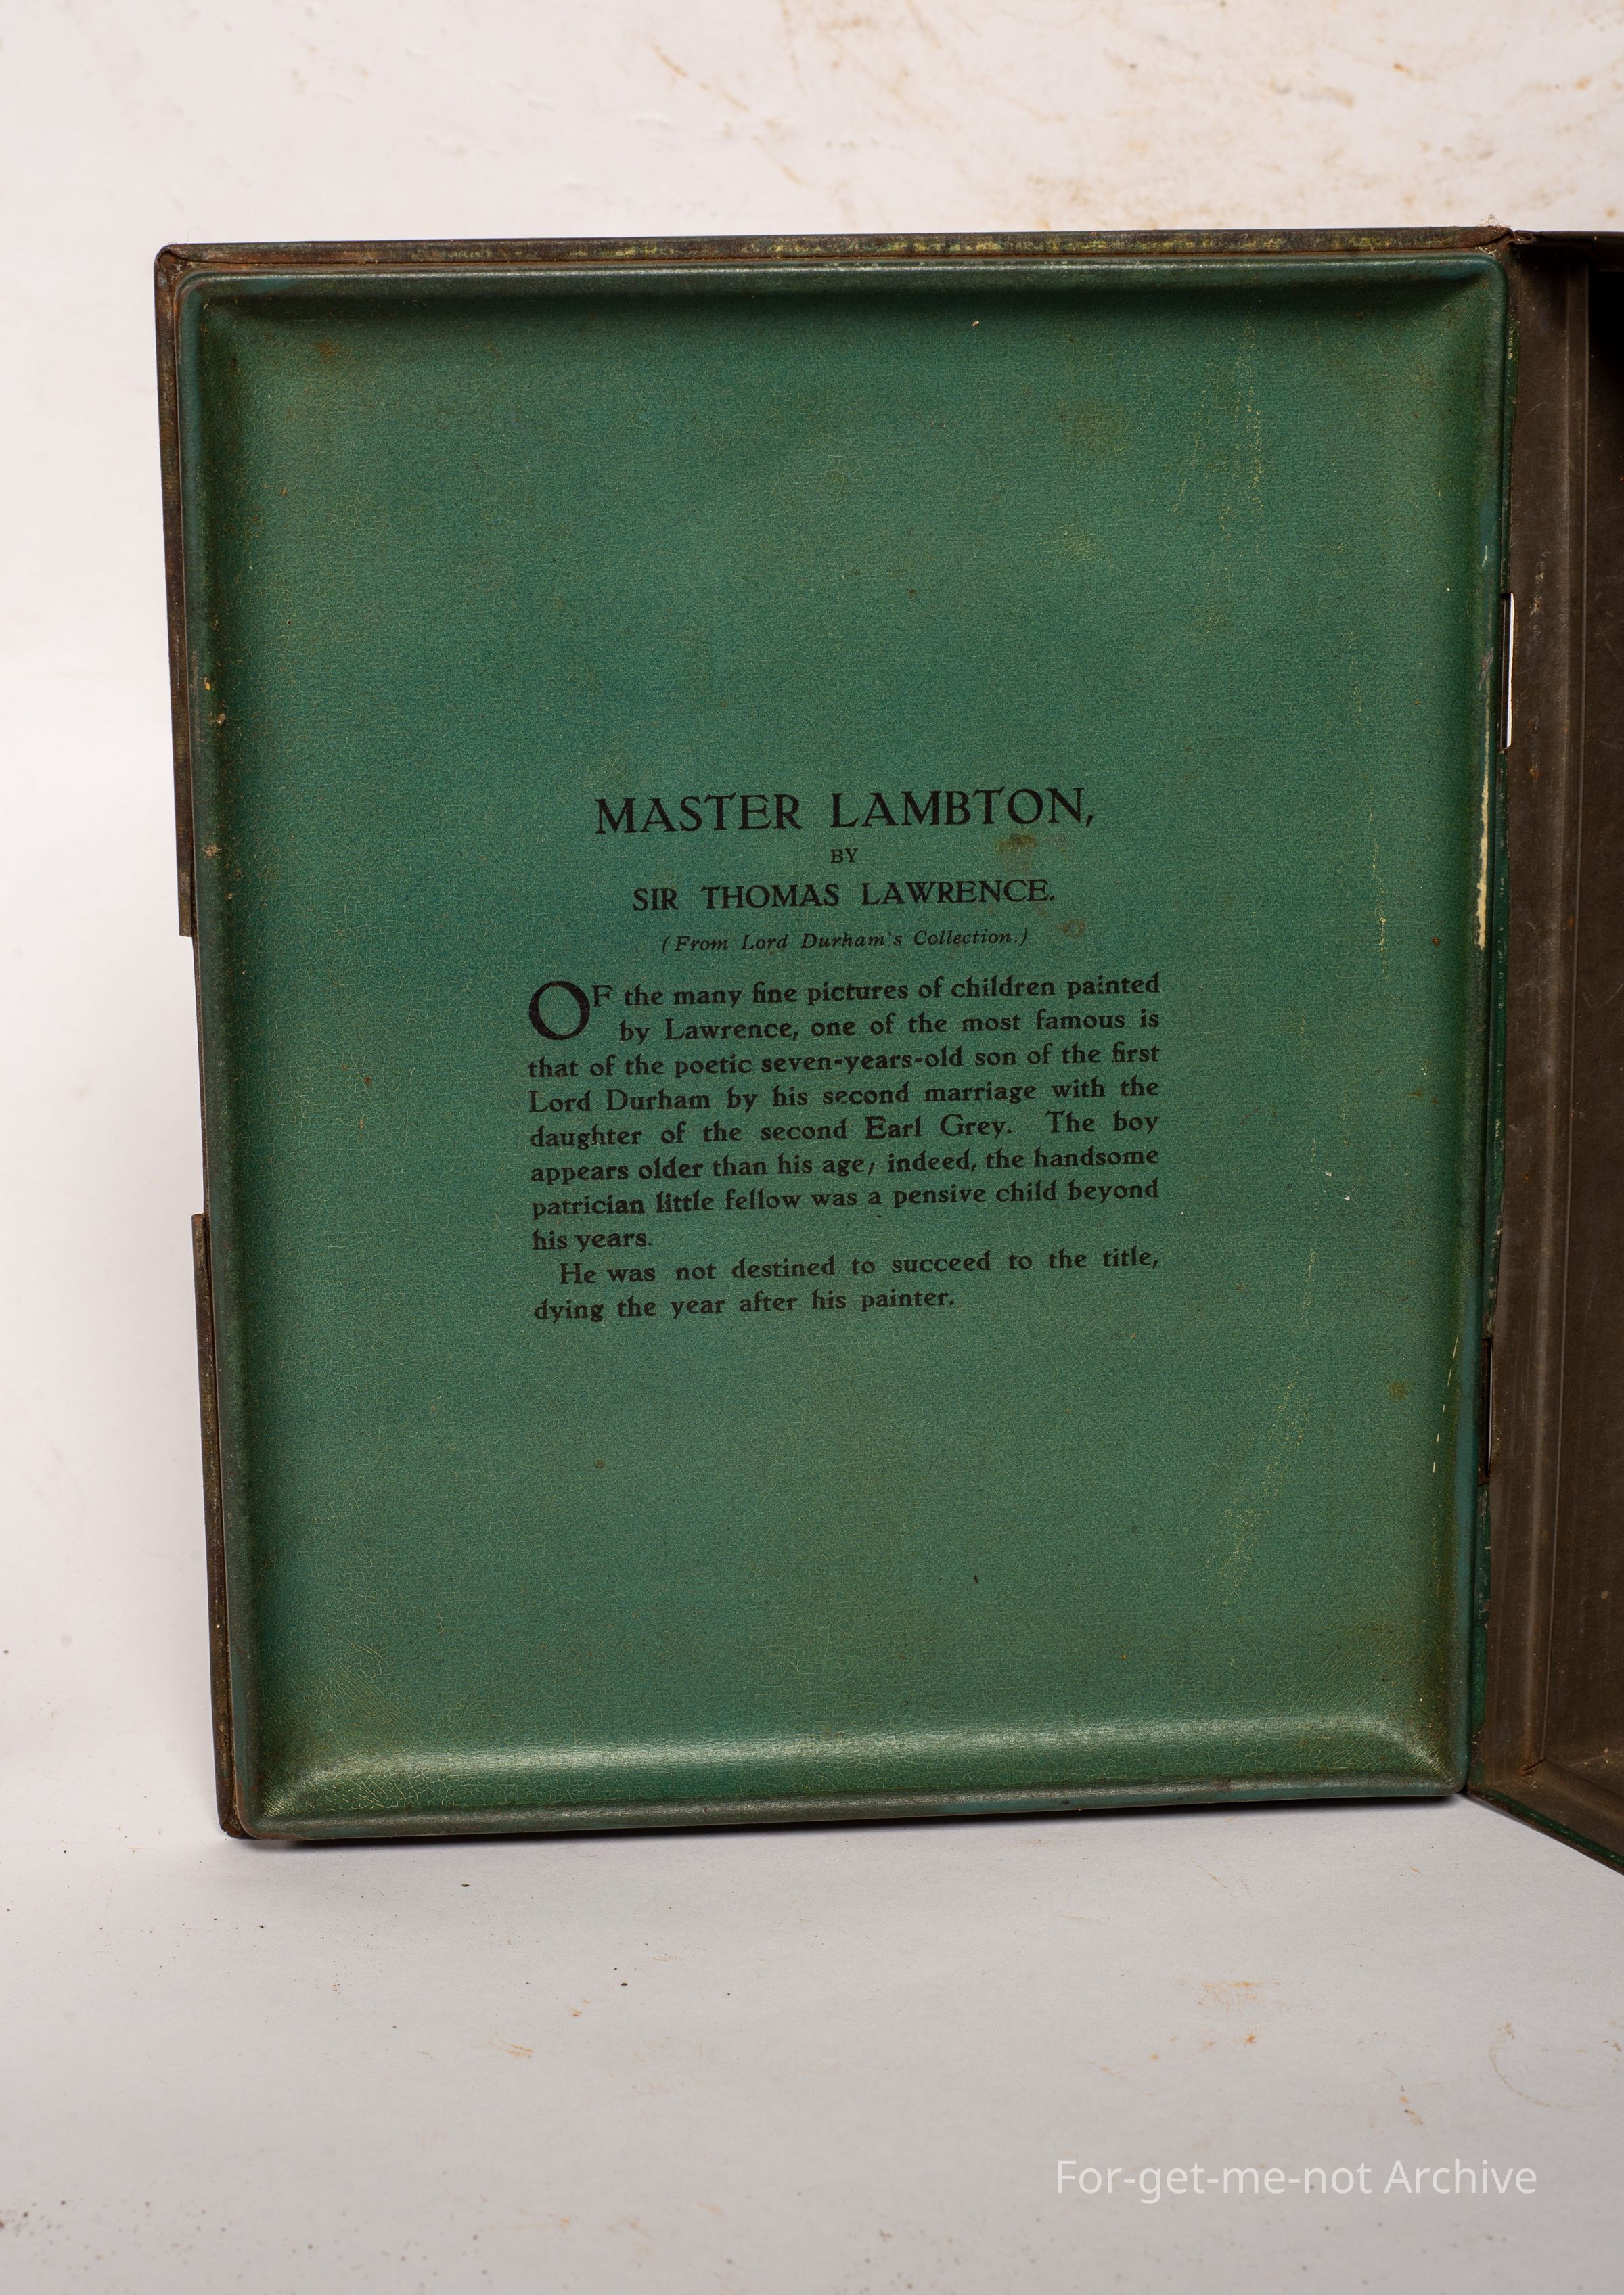 MASTER LAMBTON,
BY
SIR THOMAS LAWRENCE.
(From Lord Durham's Collection.)
OF the many fine pictures of children painted
by Lawrence, one of the most famous is
that of the poetic seven-years-old son of the first
Lord Durham by his second marriage with the
daughter of the second Earl Grey. The boy
appears older than his age; indeed, the handsome
patrician little fellow was a pensive child beyond
his years.
He was not destined to succeed to the title,
dying the year after his painter.
For-get-me-not Archive